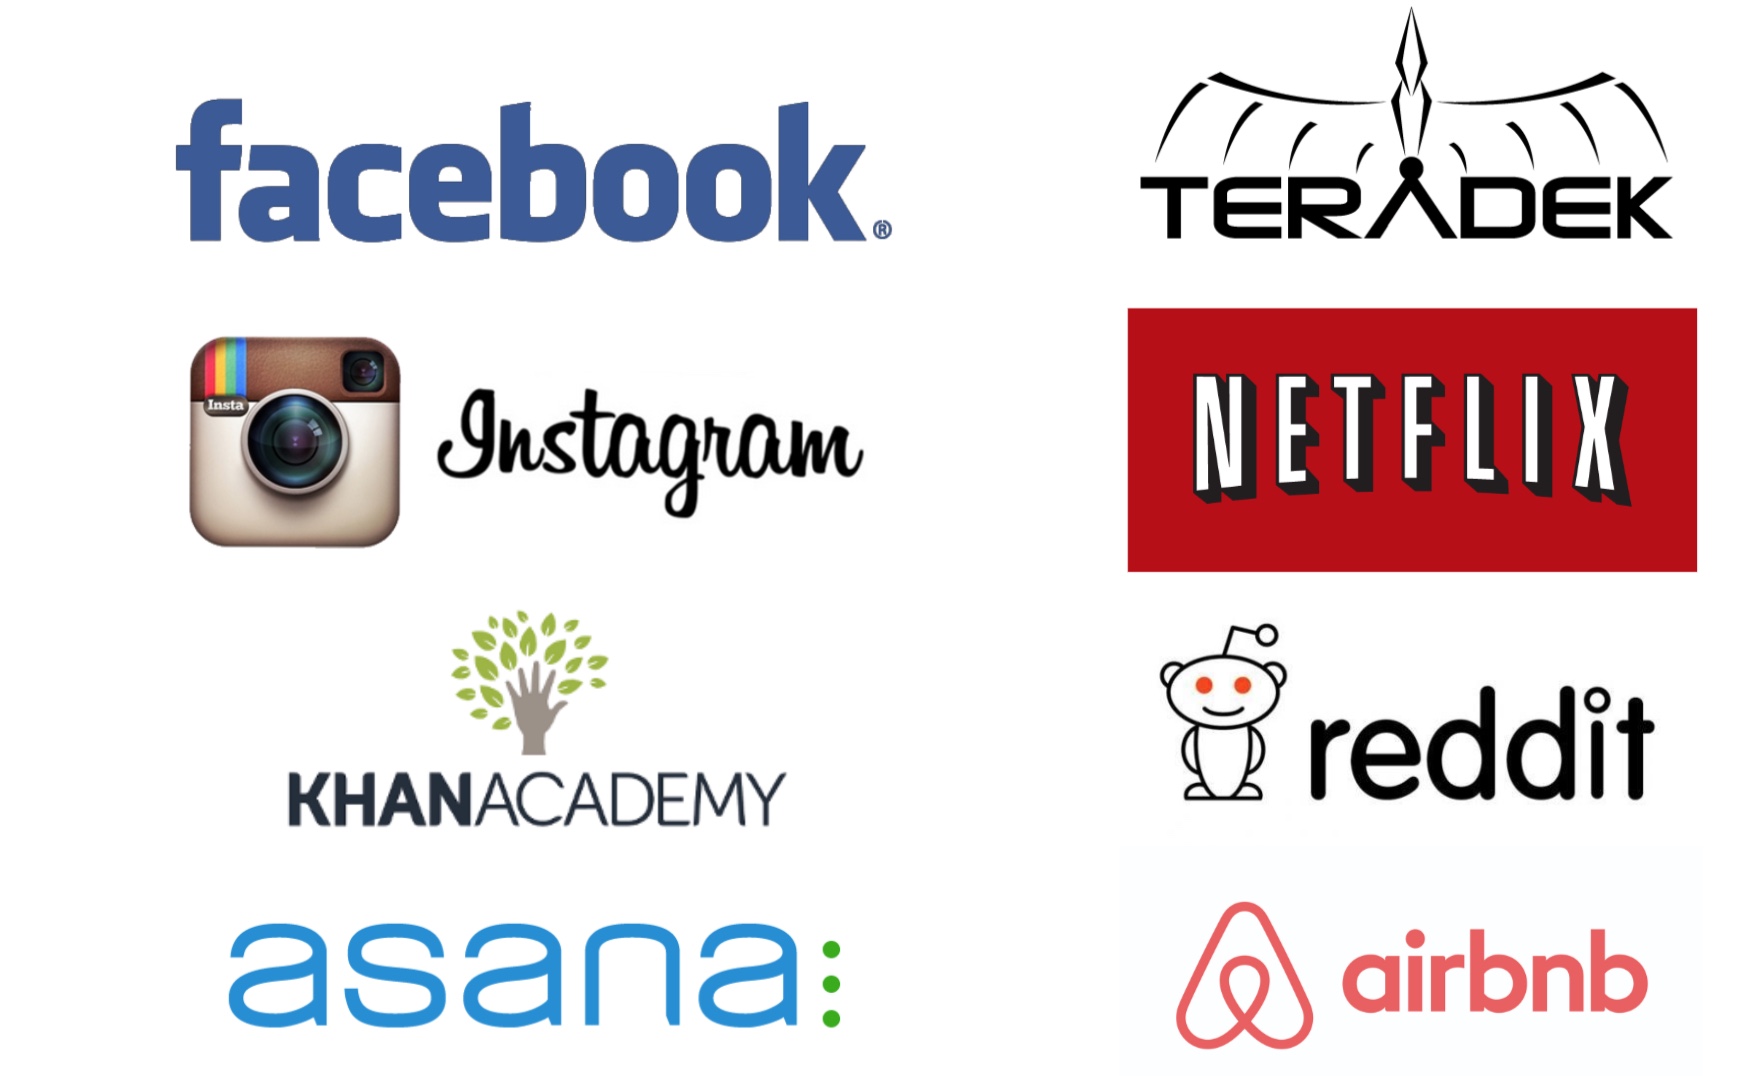 facebook®
TERADEK
Insta
Instagram
NETFLIX
KHANACADEMY
reddit
asana:
airbnb